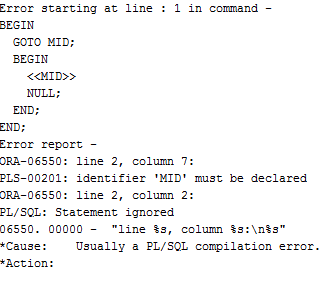 Error starting at line : 1 in command -
BEGIN
  GOTO MID;
  BEGIN
    <<MID>>
    NULL;
  END;
END;
Error report -
ORA-06550: line 2, column 7:
PLS-00201: identifier 'MID' must be declared
ORA-06550: line 2, column 2:
PL/SQL: Statement ignored
06550. 00000 -  "line %s, column %s:\n%s"
*Cause:    Usually a PL/SQL compilation error.
*Action: